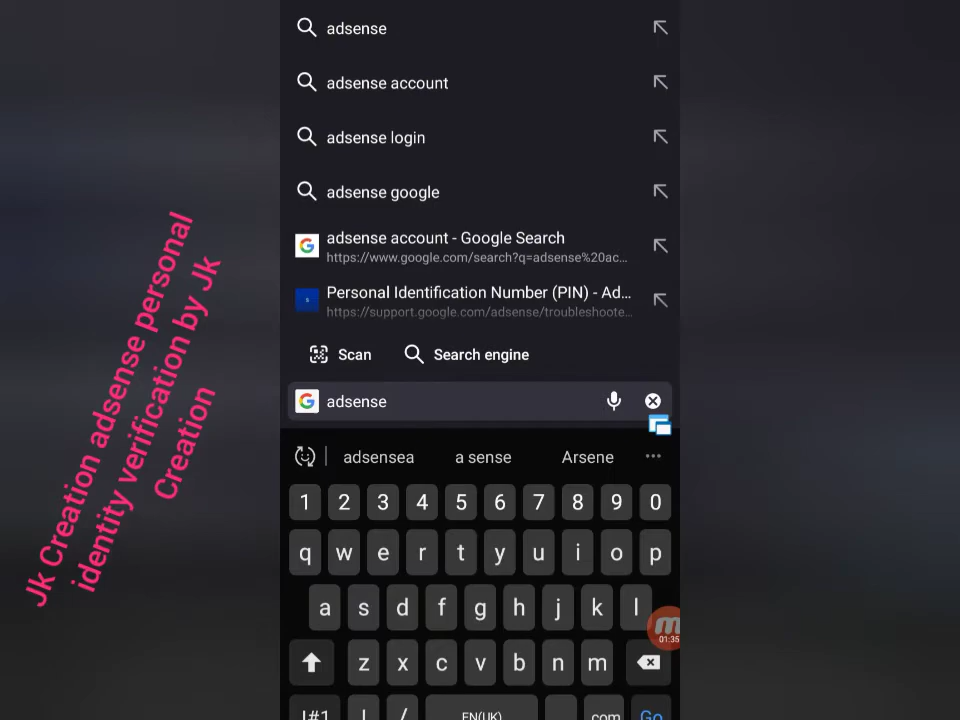 adsense
adsense account
adsense login
adsense google
adsense account - Google Search
https://www.google.com/search?q=adsense%20ac...
Personal Identification Number (PIN) - Ad...
https://support.google.com/adsense/troubleshoote...
Scan
Search engine
adsense
adsensea
a sense
Arsene
1 2 3 4 5 6 7 8 9 0
q w e r t y u i o p
a s d f g h j k l
01:35
z x c v b n m
!#1 / EN(UK) .com Go
Jk Creation adsense personal
identity verification by Jk
Creation